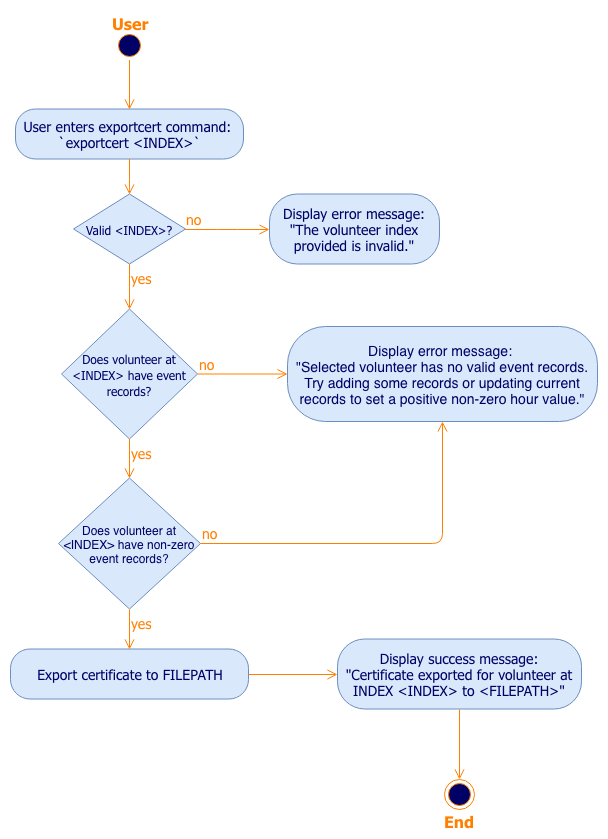 User
User enters exportcert command:
`exportcert <INDEX>`
Valid <INDEX>?
no
Display error message:
"The volunteer index
provided is invalid."
yes
Does volunteer at
<INDEX> have event
records?
no
Display error message:
"Selected volunteer has no valid event records.
Try adding some records or updating current
records to set a positive non-zero hour value."
yes
Does volunteer at
<INDEX> have non-zero
event records?
no
yes
Export certificate to FILEPATH
Display success message:
"Certificate exported for volunteer at
INDEX <INDEX> to <FILEPATH>"
End